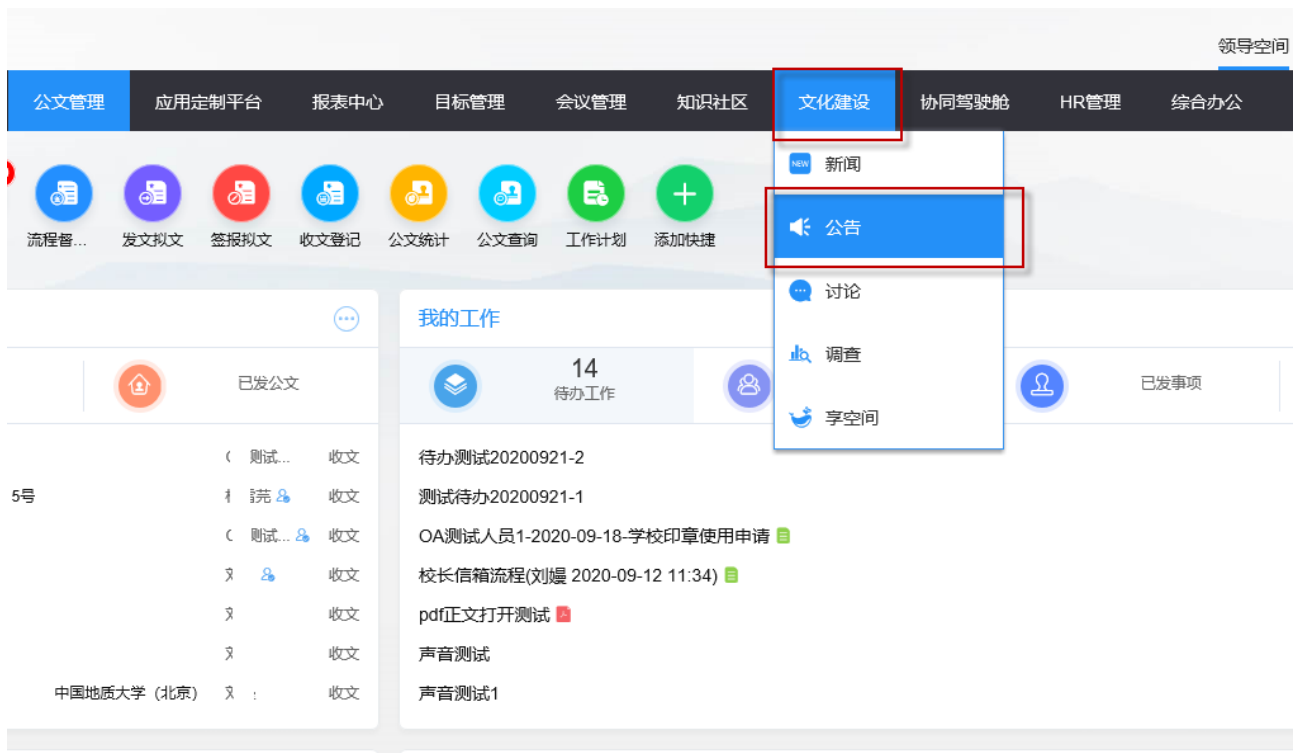 领导空间
公文管理 应用定制平台 报表中心 目标管理 会议管理 知识社区 文化建设 协同驾驶舱 HR管理 综合办公
NEW 新闻
公告
讨论
调查
享空间
流程督... 发文拟文 签报拟文 收文登记 公文统计 公文查询 工作计划 添加快捷
我的工作
已发公文
14
待办工作
已发事项
测试... 收文
5号 收文
测试... 收文
收文
收文
收文
中国地质大学（北京） 收文
待办测试20200921-2
测试待办20200921-1
OA测试人员1-2020-09-18-学校印章使用申请
校长信箱流程(刘嫚 2020-09-12 11:34)
pdf正文打开测试
声音测试
声音测试1